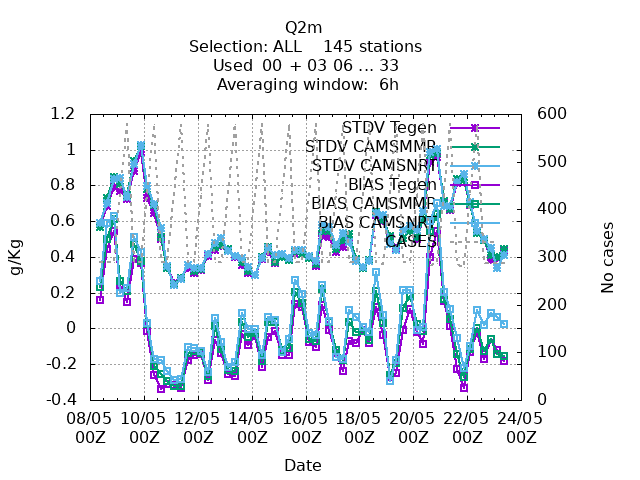 Q2m
Selection: ALL 145 stations
Used 00 + 03 06 ... 33
Averaging window: 6h
1.2
1
0.8
0.6
0.4
0.2
0
-0.2
-0.4
g/Kg
600
500
400
300
200
100
0
No cases
STDV Tegen
STDV CAMSMMR
STDV CAMSNRT
BIAS Tegen
BIAS CAMSMMR
BIAS CAMSNRT
CASES
08/05 10/05 12/05 14/05 16/05 18/05 20/05 22/05 24/05
00Z 00Z 00Z 00Z 00Z 00Z 00Z 00Z 00Z
Date